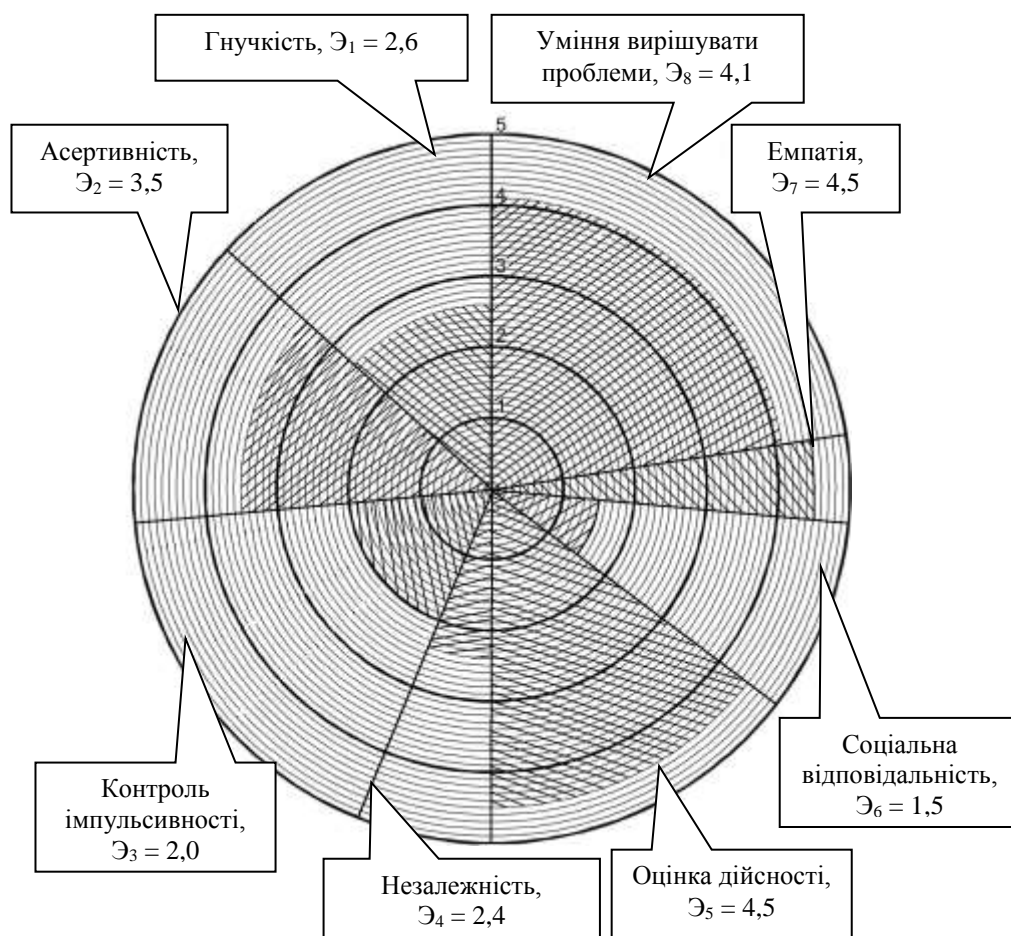 Гнучкість, Э₁ = 2,6
Уміння вирішувати
проблеми, Э₈ = 4,1
Асертивність,
Э₂ = 3,5
Емпатія,
Э₇ = 4,5
5
4
3
2
1
Соціальна
відповідальність,
Э₆ = 1,5
Контроль
імпульсивності,
Э₃ = 2,0
Незалежність,
Э₄ = 2,4
Оцінка дійсності,
Э₅ = 4,5